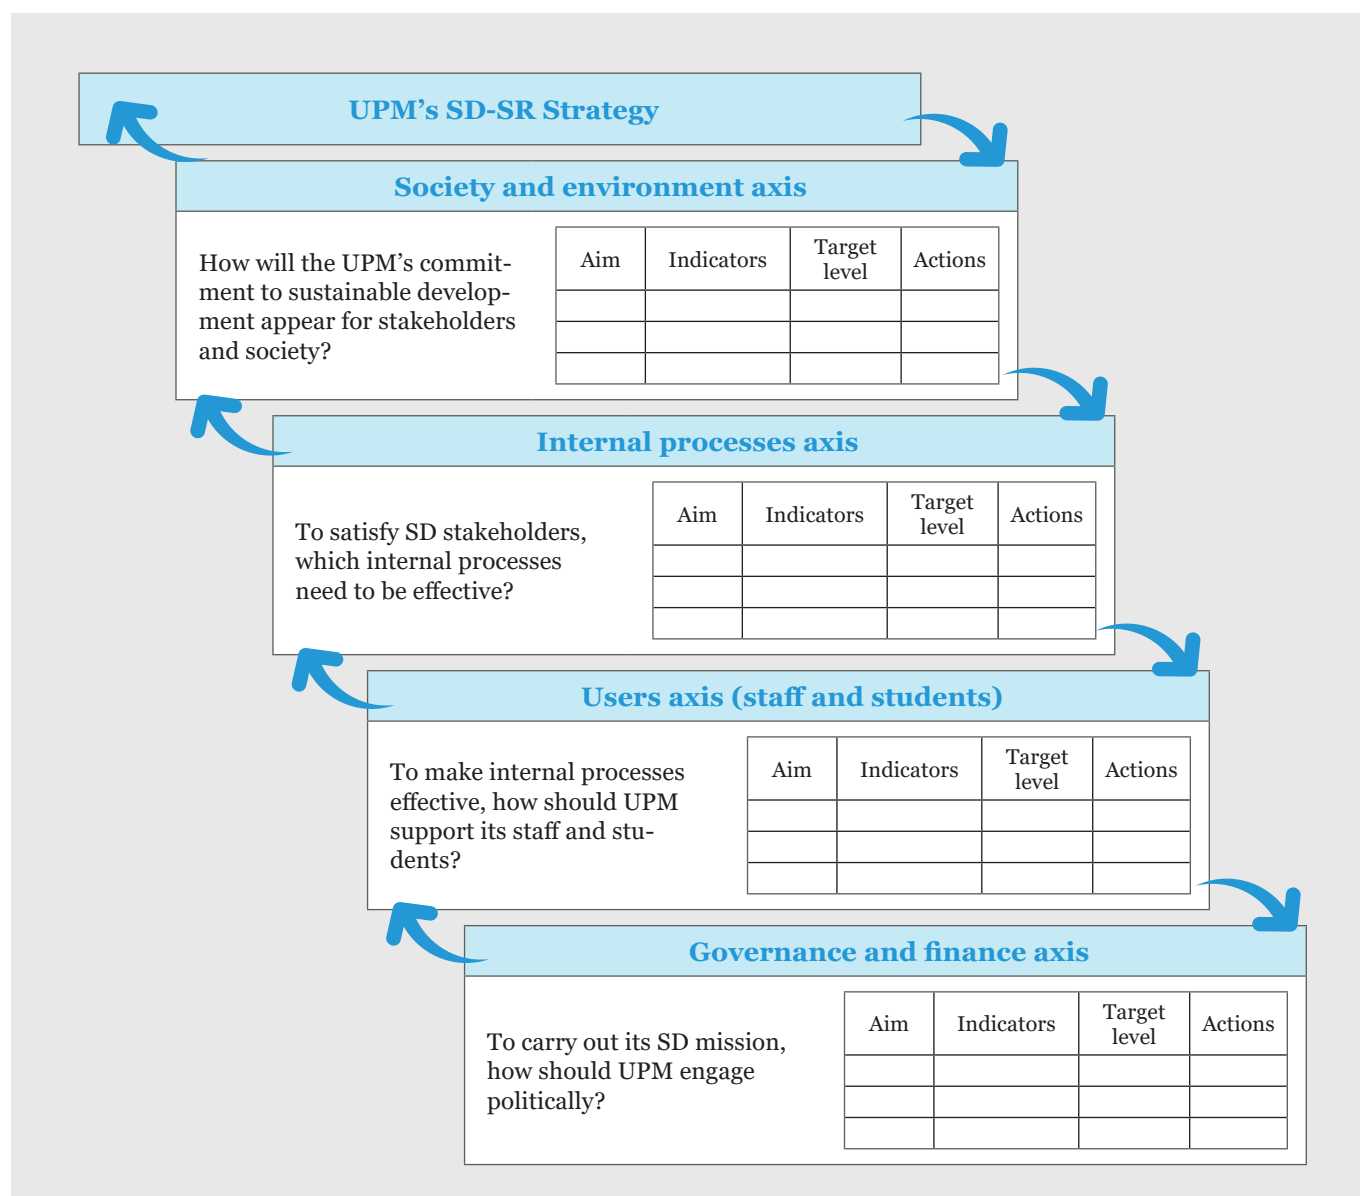 UPM’s SD-SR Strategy
Society and environment axis
How will the UPM’s commit-
ment to sustainable develop-
ment appear for stakeholders
and society?
Aim
Indicators
Target
level
Actions
Internal processes axis
To satisfy SD stakeholders,
which internal processes
need to be effective?
Aim
Indicators
Target
level
Actions
Users axis (staff and students)
To make internal processes
effective, how should UPM
support its staff and stu-
dents?
Aim
Indicators
Target
level
Actions
Governance and finance axis
To carry out its SD mission,
how should UPM engage
politically?
Aim
Indicators
Target
level
Actions